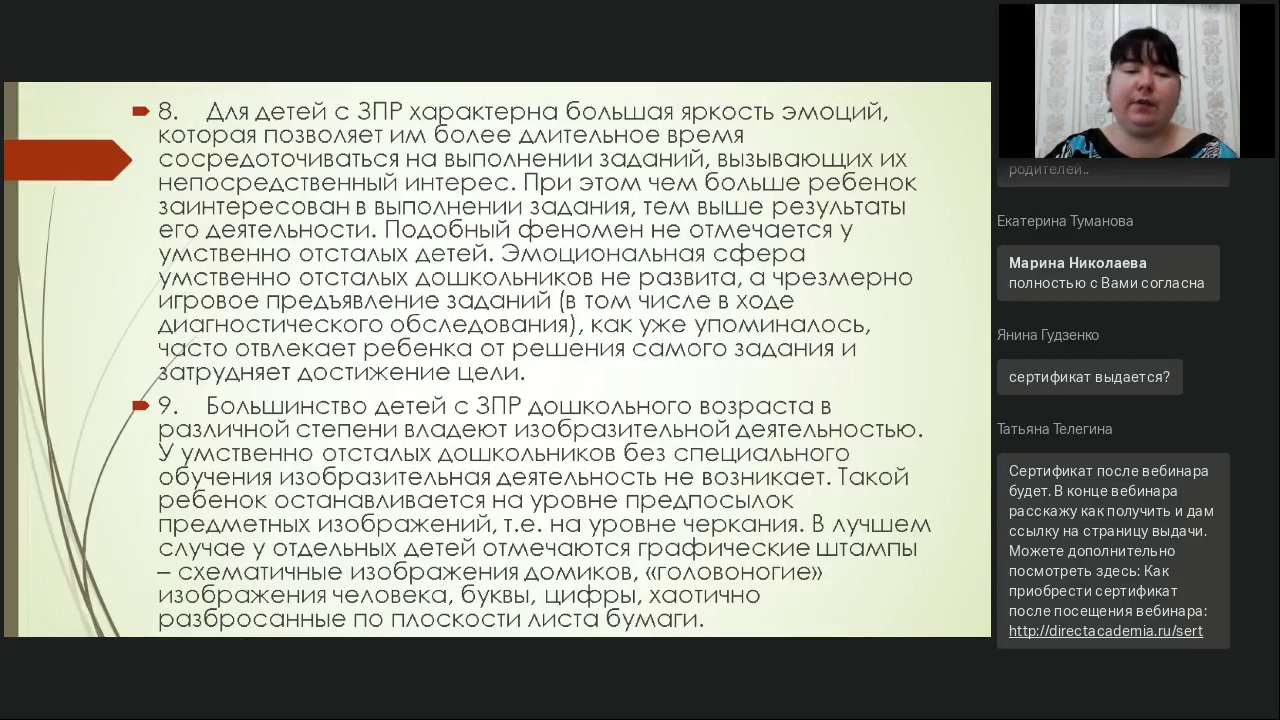 8. Для детей с ЗПР характерна большая яркость эмоций,
которая позволяет им более длительное время
сосредоточиваться на выполнении заданий, вызывающих их
непосредственный интерес. При этом чем больше ребенок
заинтересован в выполнении задания, тем выше результаты
его деятельности. Подобный феномен не отмечается у
умственно отсталых детей. Эмоциональная сфера
умственно отсталых дошкольников не развита, а чрезмерно
игровое предъявление заданий (в том числе в ходе
диагностического обследования), как уже упоминалось,
часто отвлекает ребенка от решения самого задания и
затрудняет достижение цели.
9. Большинство детей с ЗПР дошкольного возраста в
различной степени владеют изобразительной деятельностью.
У умственно отсталых дошкольников без специального
обучения изобразительная деятельность не возникает. Такой
ребенок останавливается на уровне предпосылок
предметных изображений, т.е. на уровне черкания. В лучшем
случае у отдельных детей отмечаются графические штампы
– схематичные изображения домиков, «головоногие»
изображения человека, буквы, цифры, хаотично
разбросанные по плоскости листа бумаги.
родителей..
Екатерина Туманова
Марина Николаева
полностью с Вами согласна
Янина Гудзенко
сертификат выдается?
Татьяна Телегина
Сертификат после вебинара
будет. В конце вебинара
расскажу как получить и дам
ссылку на страницу выдачи.
Можете дополнительно
посмотреть здесь: Как
приобрести сертификат
после посещения вебинара:
http://directacademia.ru/sert